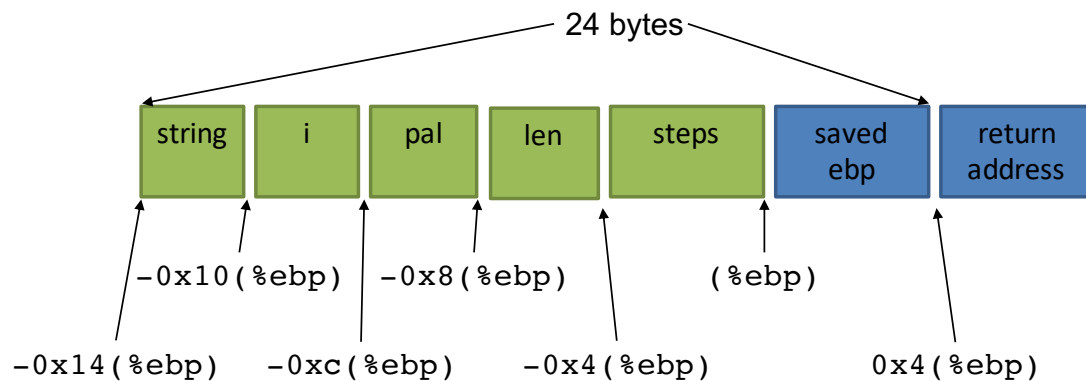 24 bytes
string
i
pal
len
steps
saved
ebp
return
address
-0x10(%ebp)
-0x8(%ebp)
(%ebp)
-0x14(%ebp)
-0xc(%ebp)
-0x4(%ebp)
0x4(%ebp)